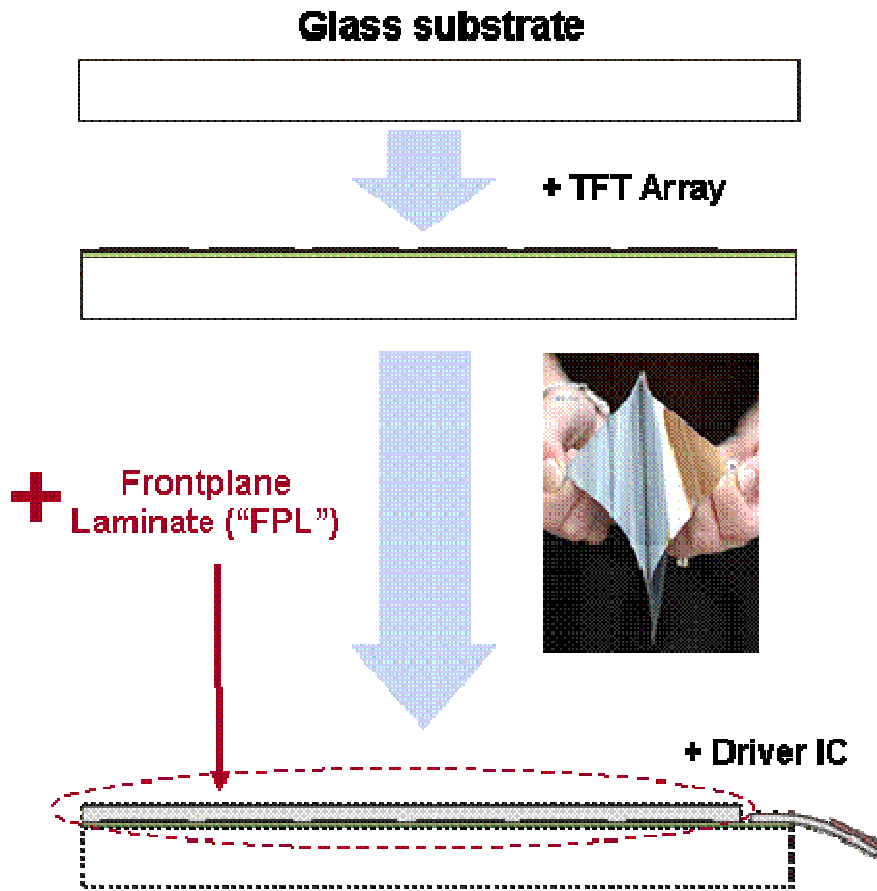 Glass substrate
+ TFT Array
+ Frontplane
Laminate (“FPL”)
+ Driver IC